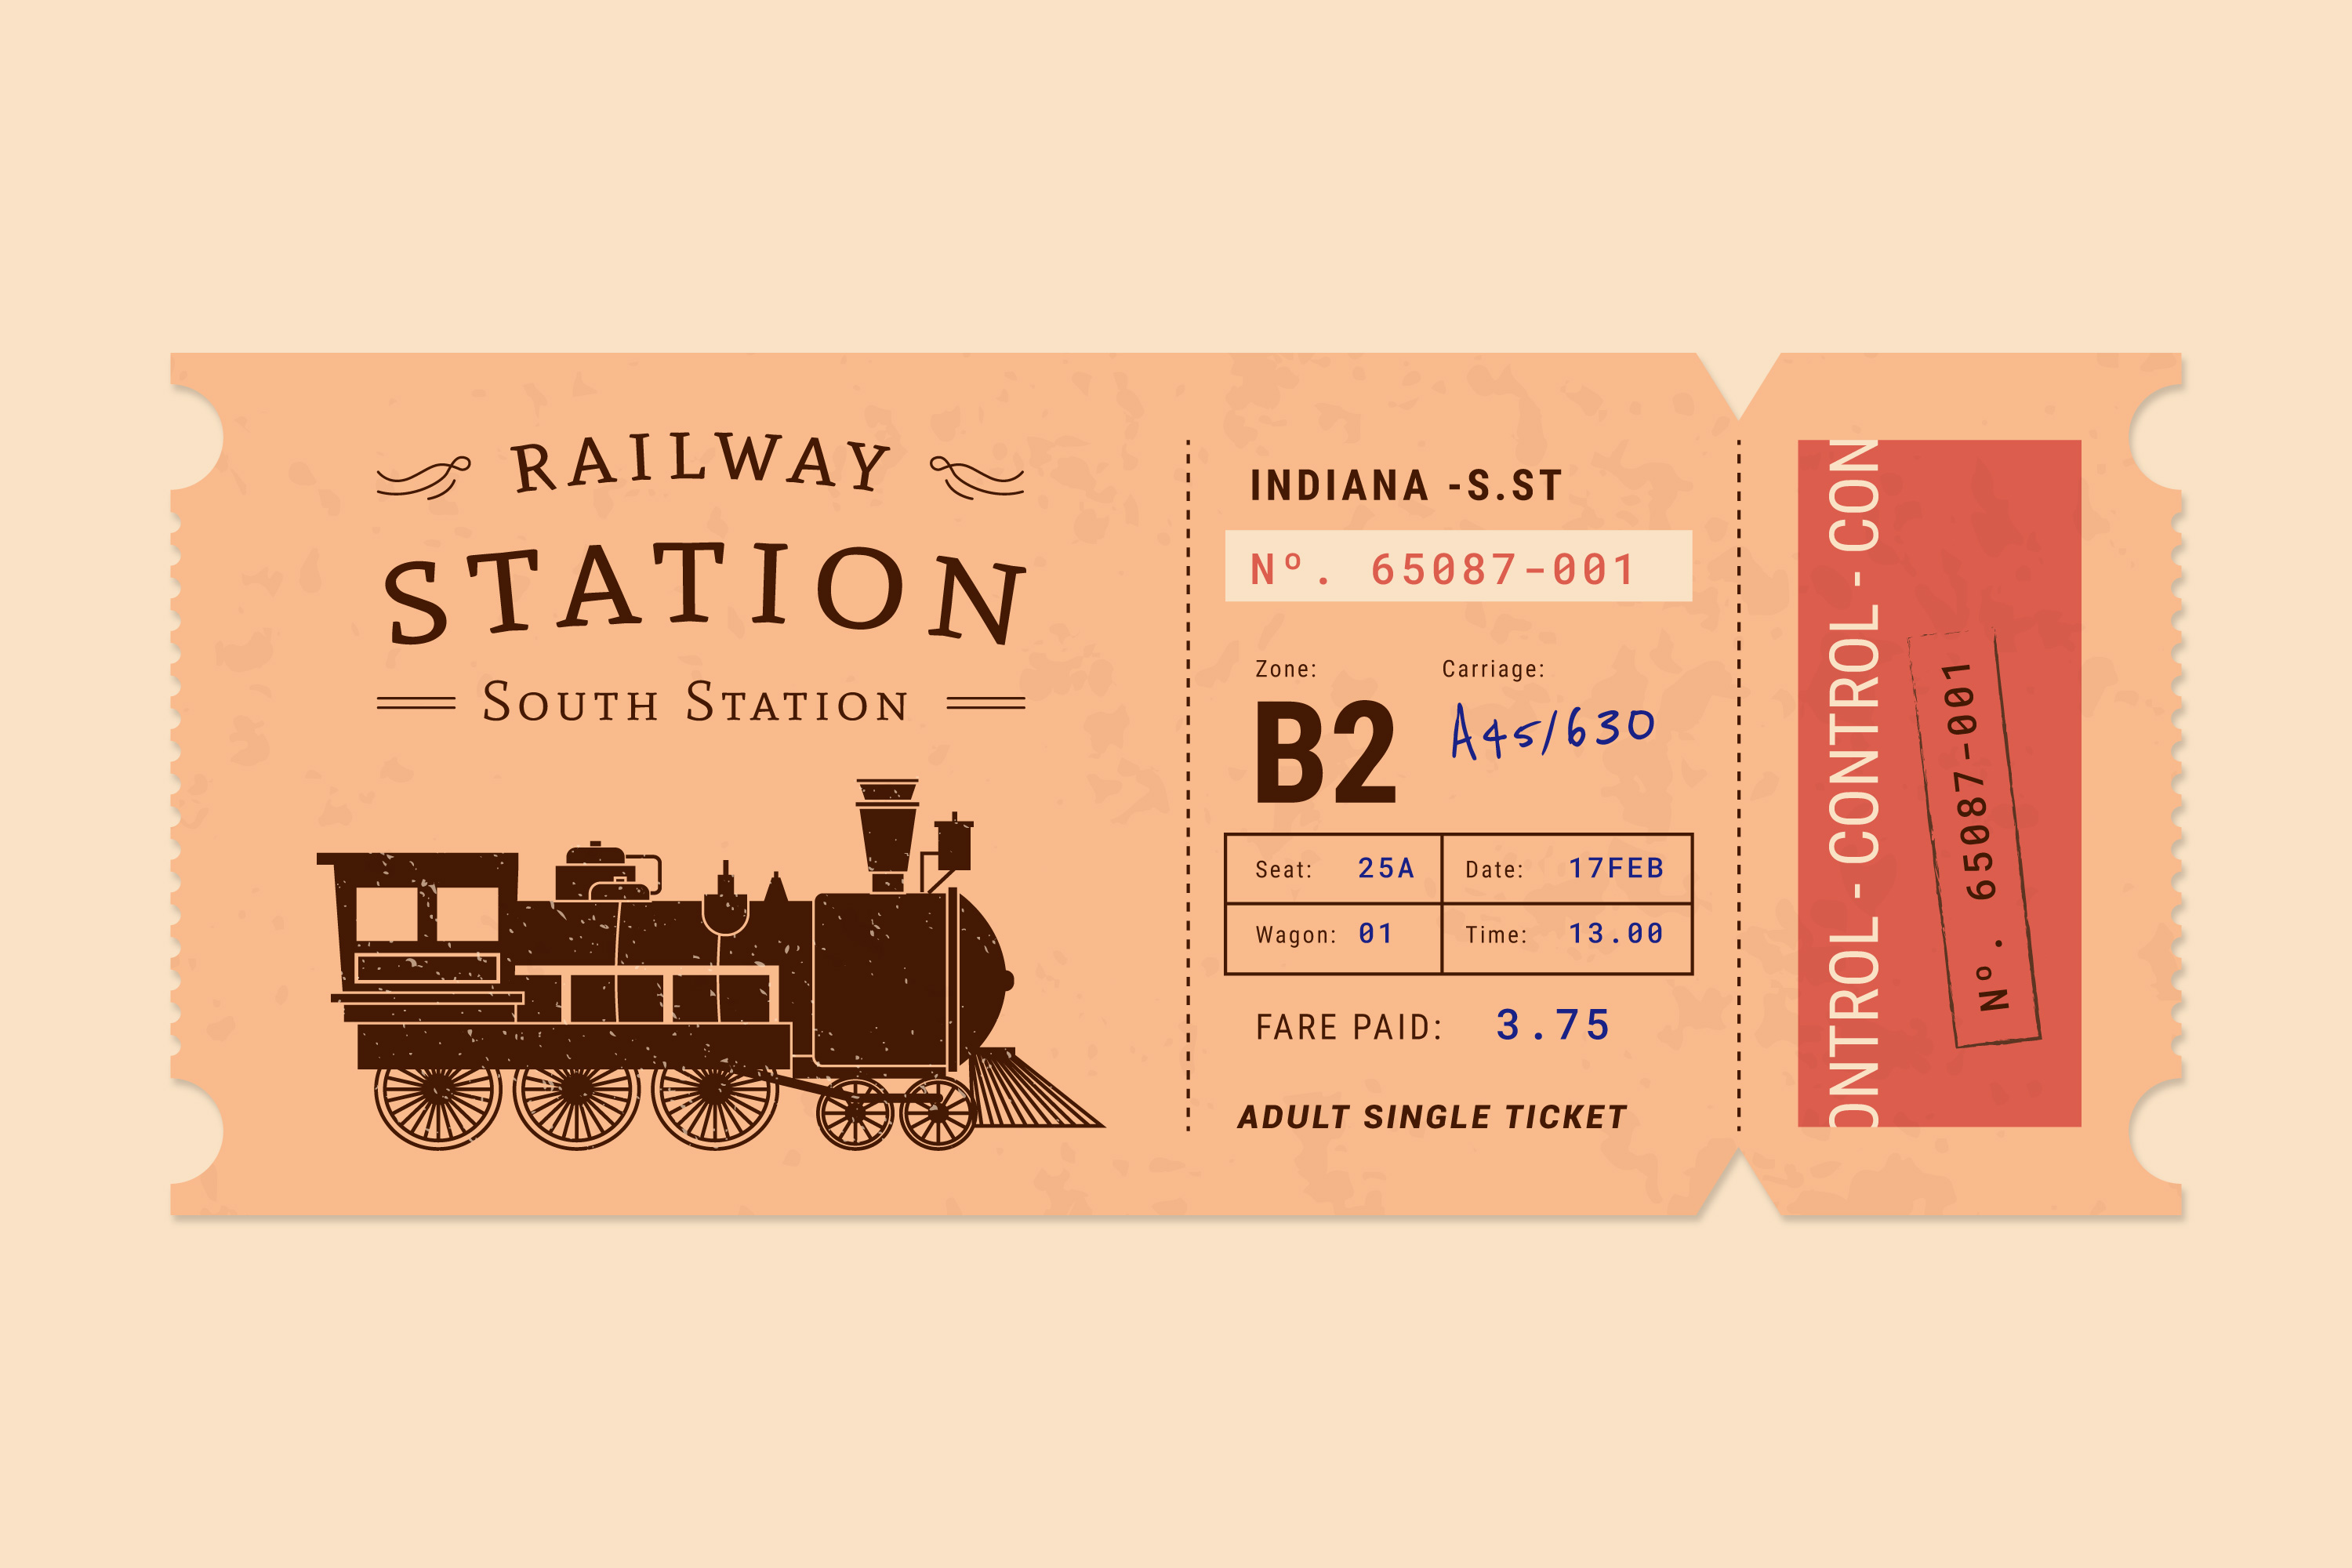 RAILWAY
STATION
SOUTH STATION
INDIANA -S.ST
Nº. 65087-001
Zone: Carriage:
B2 A45/630
Seat: 25A Date: 17FEB
Wagon: 01 Time: 13.00
FARE PAID: 3.75
ADULT SINGLE TICKET
ONTROL - CONTROL - CONTROL - CON
Nº. 65087-001